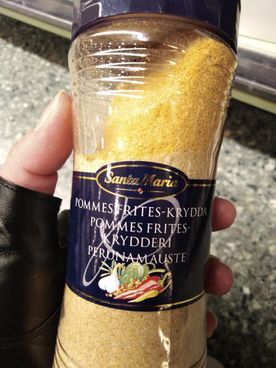 Santa Maria
POMMES FRITES-KRYDDA
POMMES FRITES-
KRYDDERI
PERUNAMAUSTE